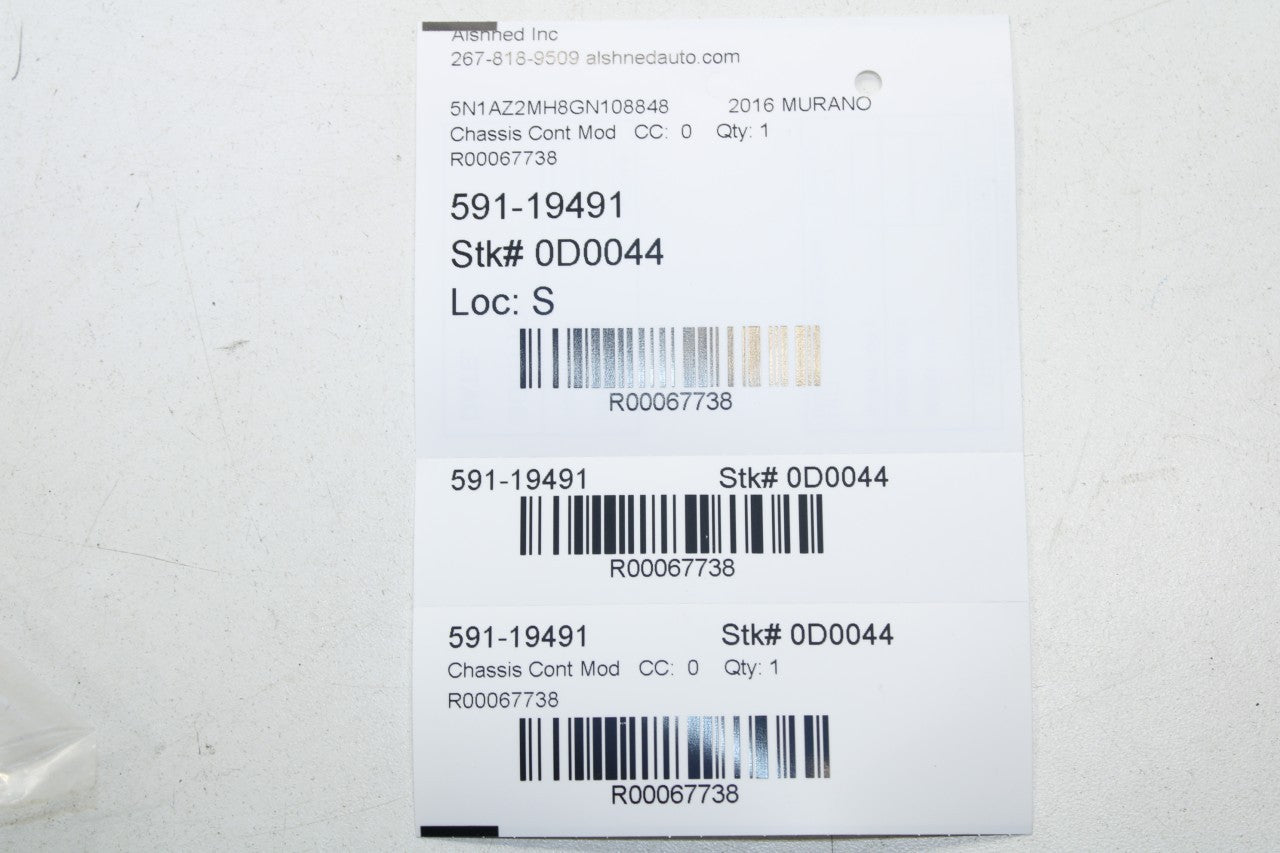 Alshned Inc
267-818-9509 alshnedauto.com
5N1AZ2MH8GN108848 2016 MURANO
Chassis Cont Mod CC: 0 Qty: 1
R00067738
591-19491
Stk# 0D0044
Loc: S
R00067738
591-19491 Stk# 0D0044
R00067738
591-19491 Stk# 0D0044
Chassis Cont Mod CC: 0 Qty: 1
R00067738
R00067738